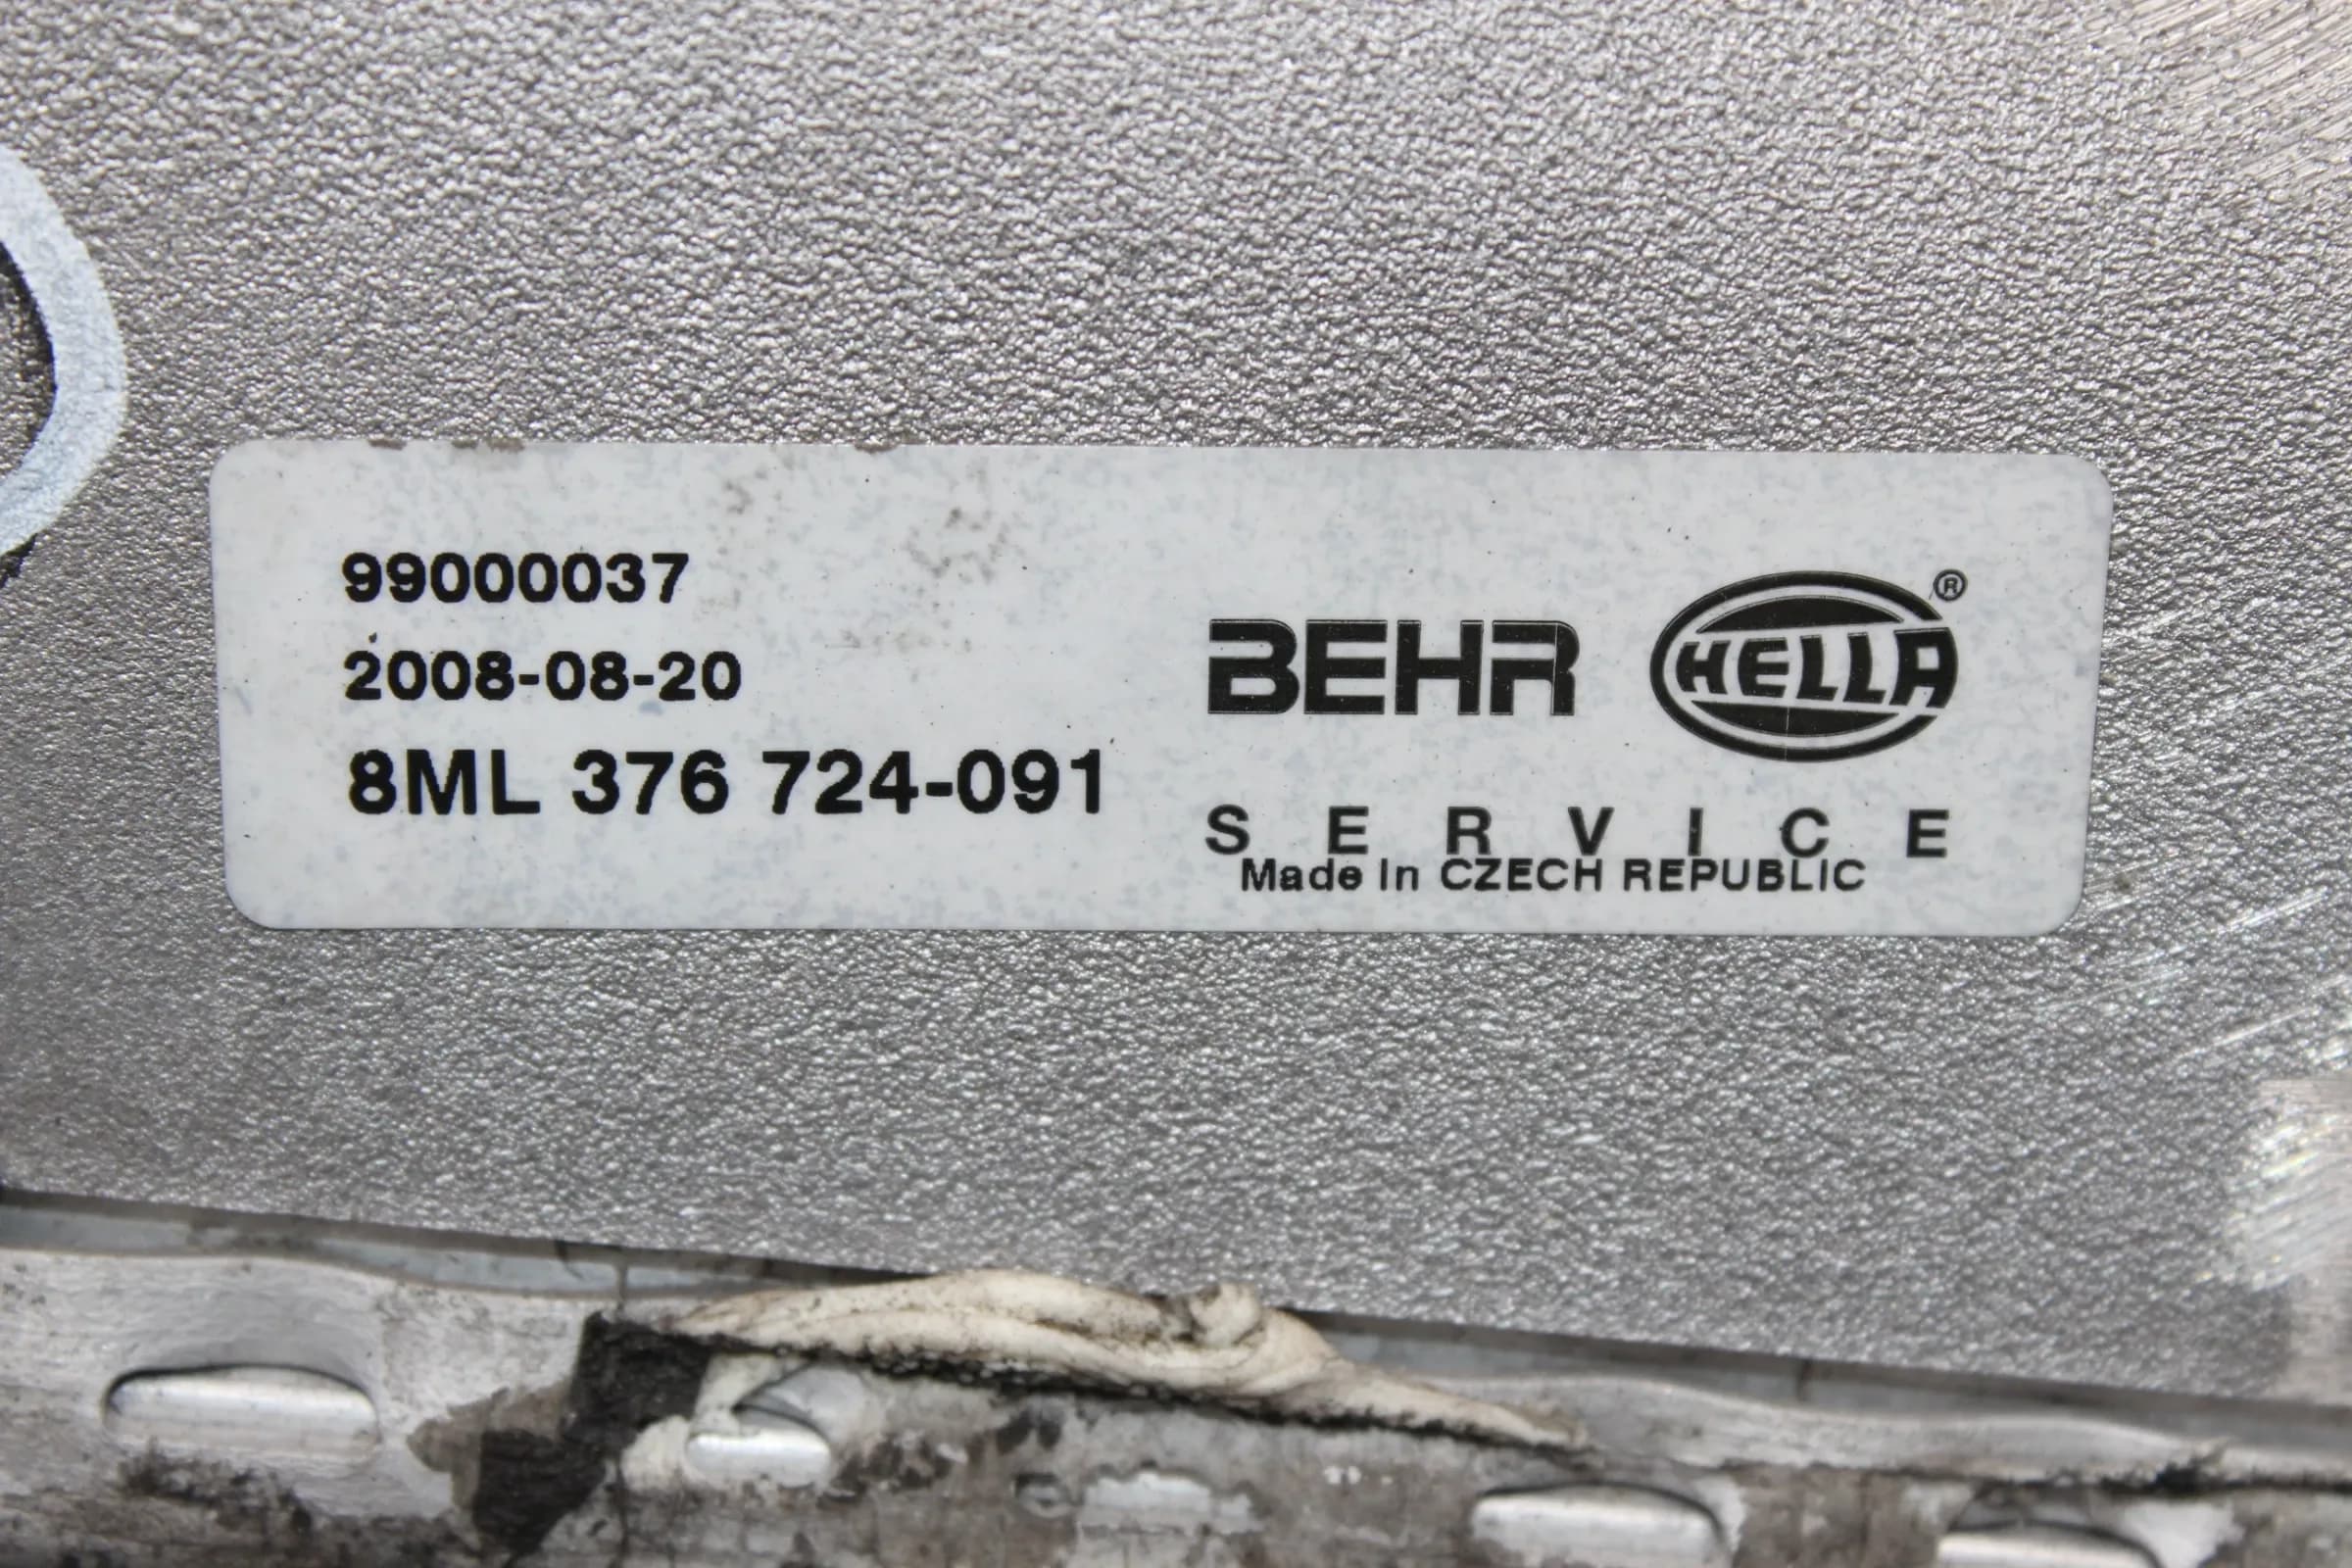 99000037
2008-08-20
8ML 376 724-091
BEHR HELLA®
SERVICE
Made In CZECH REPUBLIC